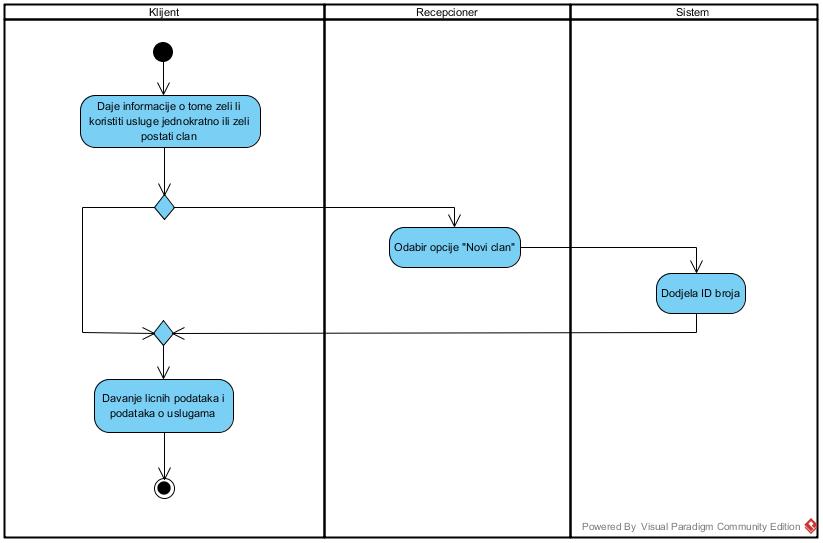 Klijent
Recepcioner
Sistem
Daje informacije o tome zeli li
koristiti usluge jednokratno ili zeli
postati clan
Odabir opcije "Novi clan"
Dodjela ID broja
Davanje licnih podataka i
podataka o uslugama
Powered By Visual Paradigm Community Edition